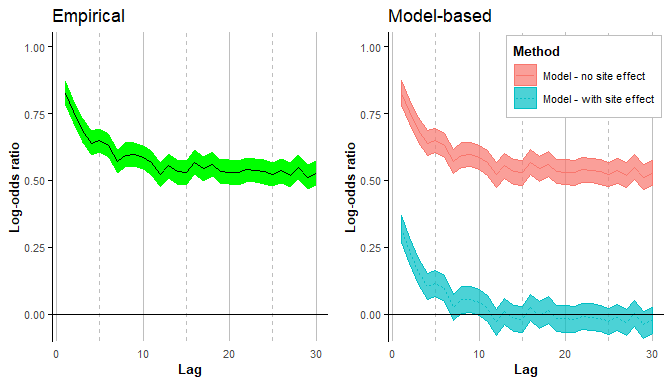 Empirical
Log-odds ratio
1.00
0.75
0.50
0.25
0.00
0
10
20
30
Lag
Model-based
Log-odds ratio
1.00
0.75
0.50
0.25
0.00
0
10
20
30
Lag
Method
Model - no site effect
Model - with site effect